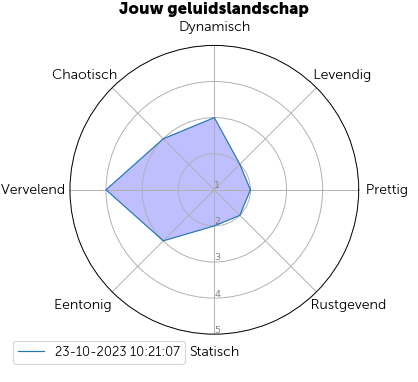 Jouw geluidslandschap
Dynamisch
Chaotisch
Levendig
Vervelend
Prettig
1
2
3
4
5
Eentonig
Rustgevend
Statisch
23-10-2023 10:21:07